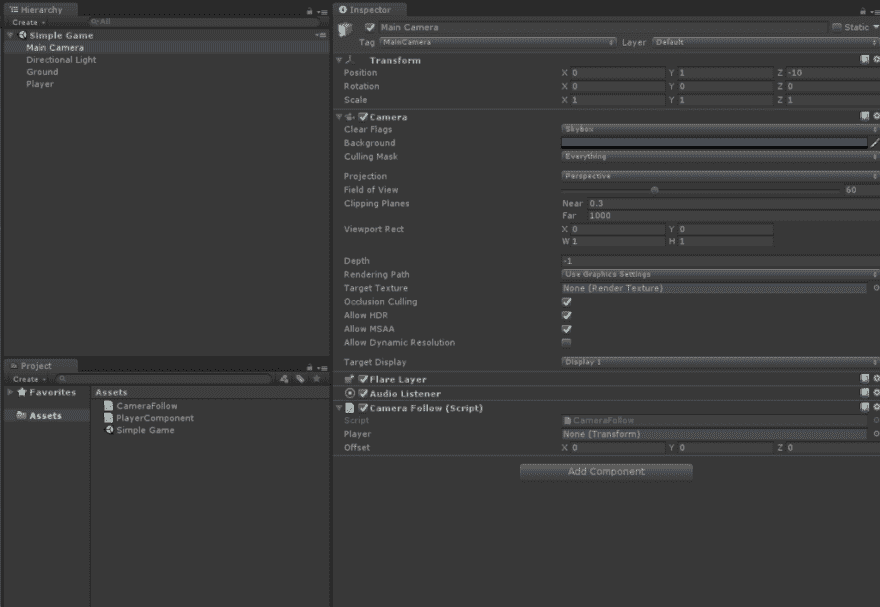 Hierarchy
Create
All
Simple Game
Main Camera
Directional Light
Ground
Player
Project
Create
Favorites
Assets
Assets
CameraFollow
PlayerComponent
Simple Game
Inspector
Main Camera
Static
Tag MainCamera Layer Default
Transform
Position X 0 Y 1 Z -10
Rotation X 0 Y 0 Z 0
Scale X 1 Y 1 Z 1
Camera
Clear Flags Skybox
Background
Culling Mask Everything
Projection Perspective
Field of View 60
Clipping Planes Near 0.3
Far 1000
Viewport Rect X 0 Y 0
W 1 H 1
Depth -1
Rendering Path Use Graphics Settings
Target Texture None (Render Texture)
Occlusion Culling
Allow HDR
Allow MSAA
Allow Dynamic Resolution
Target Display Display 1
Flare Layer
Audio Listener
Camera Follow (Script)
Script CameraFollow
Player None (Transform)
Offset X 0 Y 0 Z 0
Add Component